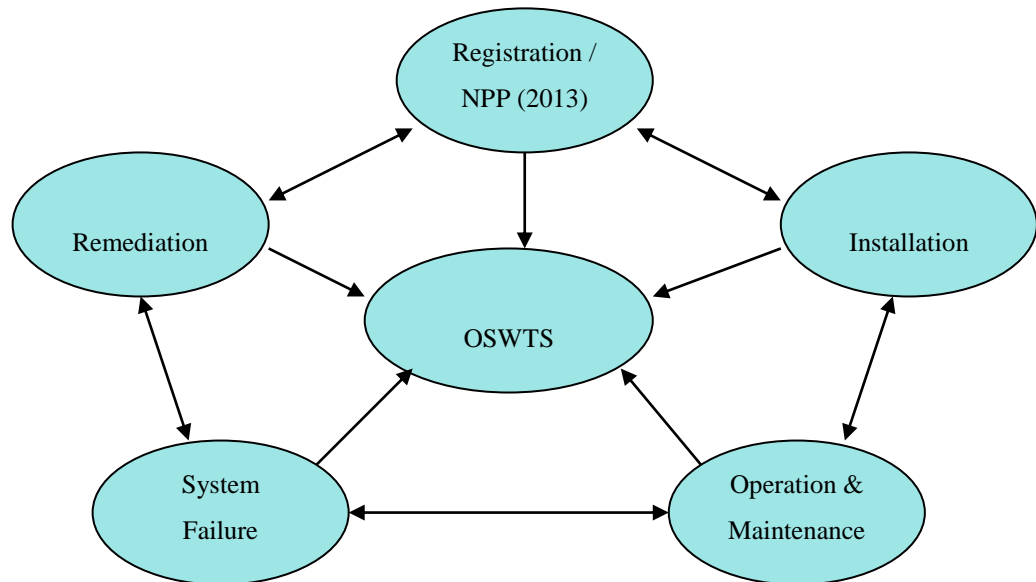 Registration /
NPP (2013)
Remediation
Installation
OSWTS
System
Failure
Operation &
Maintenance